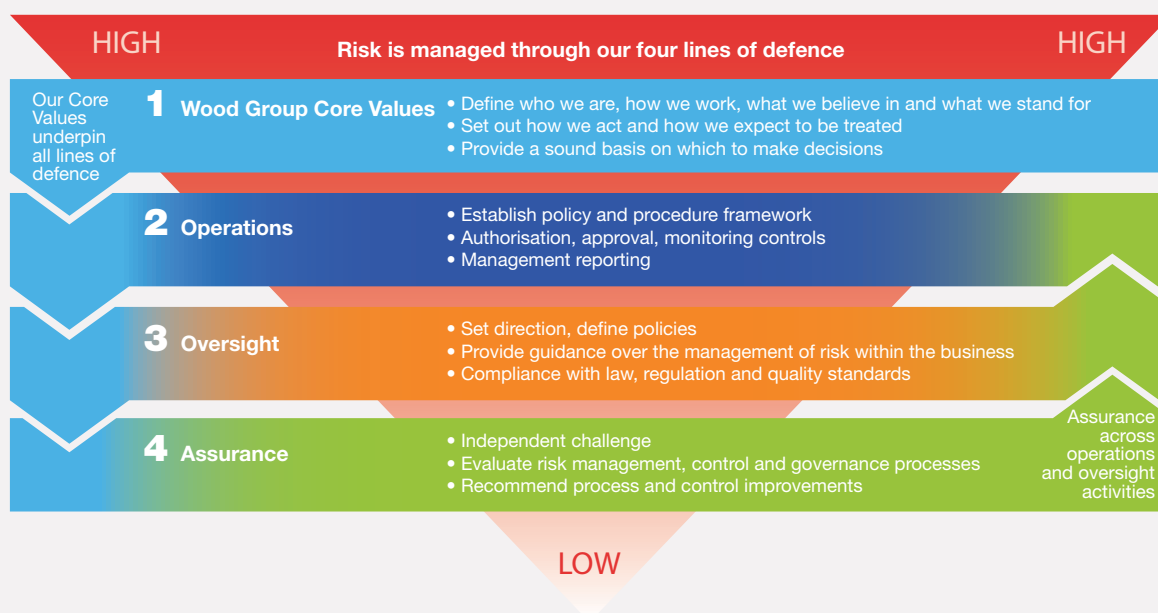 HIGH
Risk is managed through our four lines of defence
HIGH
Our Core
Values
underpin
all lines of
defence
1 Wood Group Core Values
• Define who we are, how we work, what we believe in and what we stand for
• Set out how we act and how we expect to be treated
• Provide a sound basis on which to make decisions
2 Operations
• Establish policy and procedure framework
• Authorisation, approval, monitoring controls
• Management reporting
3 Oversight
• Set direction, define policies
• Provide guidance over the management of risk within the business
• Compliance with law, regulation and quality standards
4 Assurance
• Independent challenge
• Evaluate risk management, control and governance processes
• Recommend process and control improvements
Assurance
across
operations
and oversight
activities
LOW